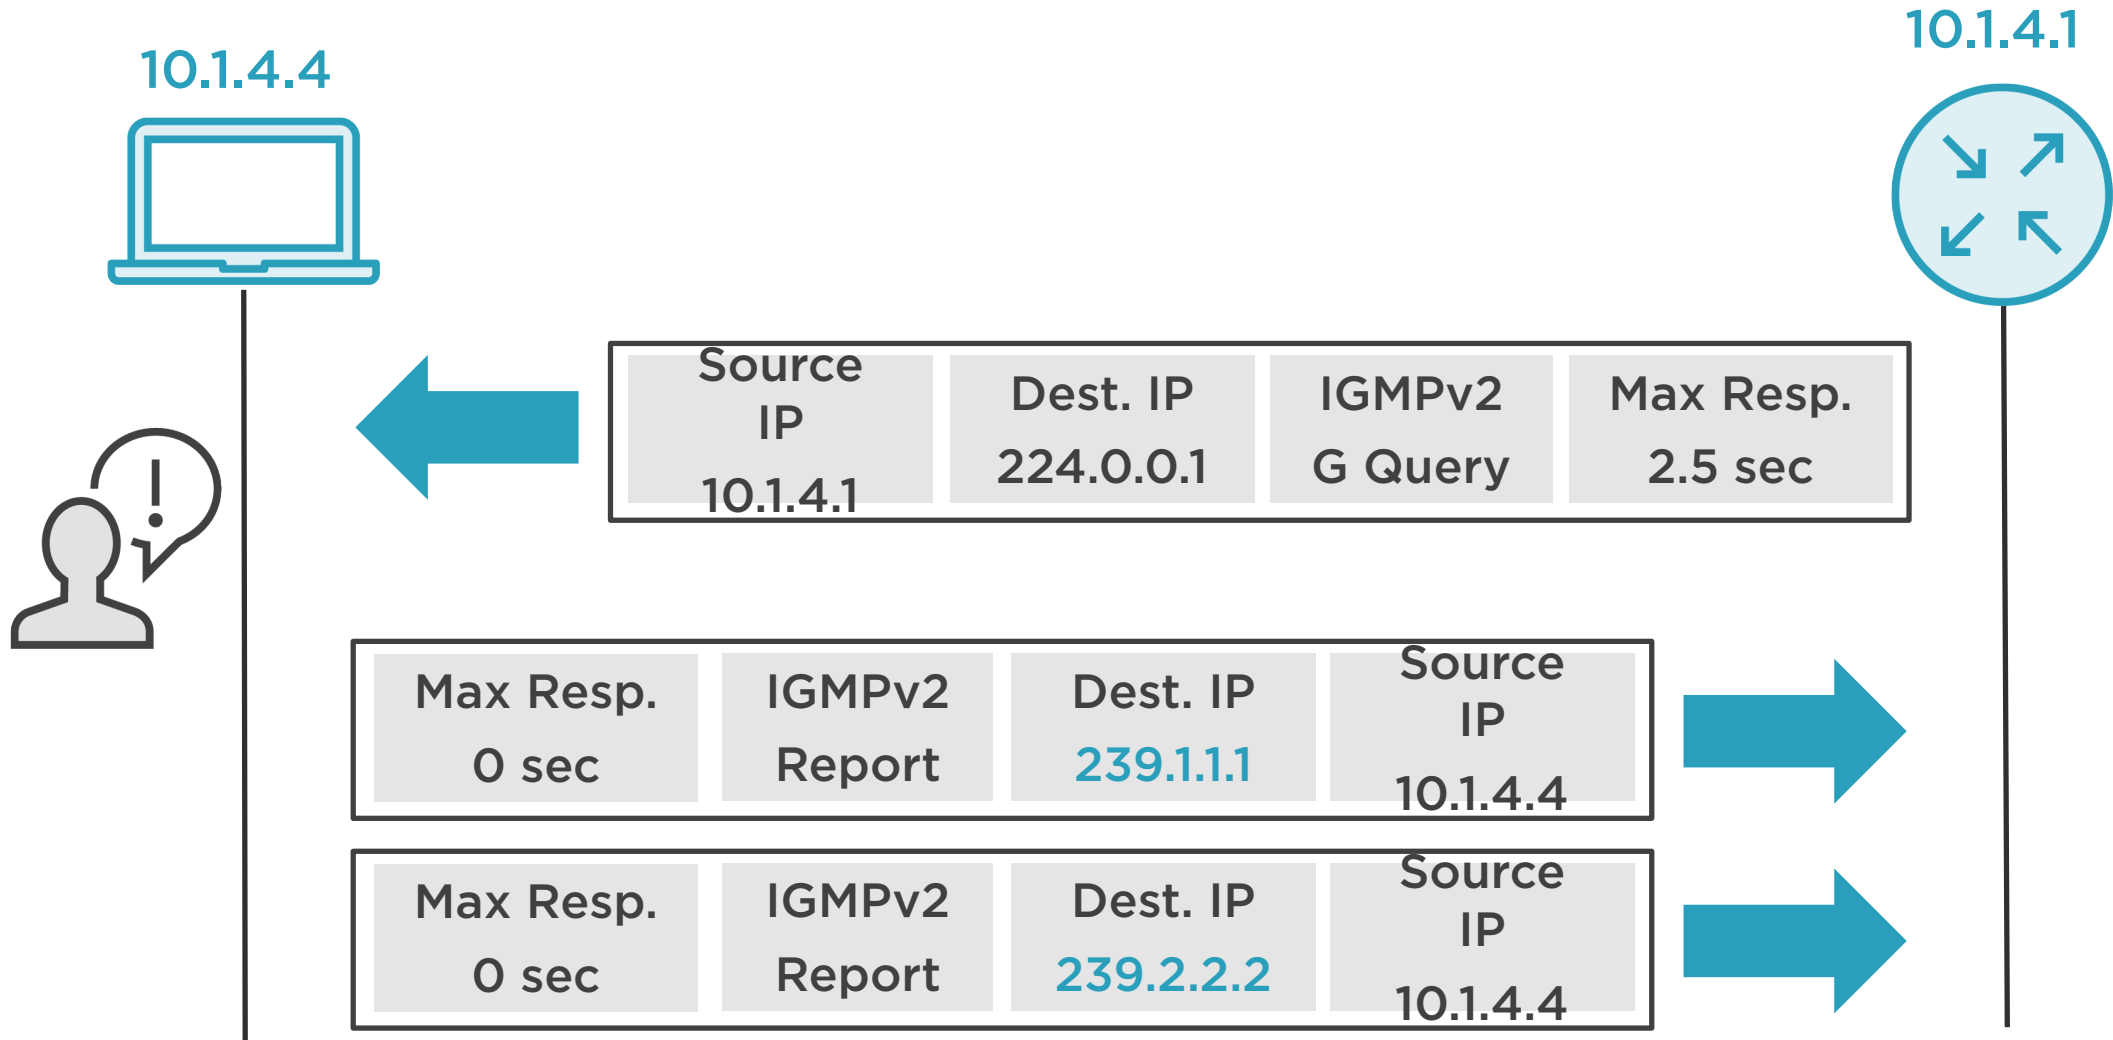 10.1.4.4
10.1.4.1
Source
IP
10.1.4.1
Dest. IP
224.0.0.1
IGMPv2
G Query
Max Resp.
2.5 sec
!
Max Resp.
0 sec
IGMPv2
Report
Dest. IP
239.1.1.1
Source
IP
10.1.4.4
Max Resp.
0 sec
IGMPv2
Report
Dest. IP
239.2.2.2
Source
IP
10.1.4.4